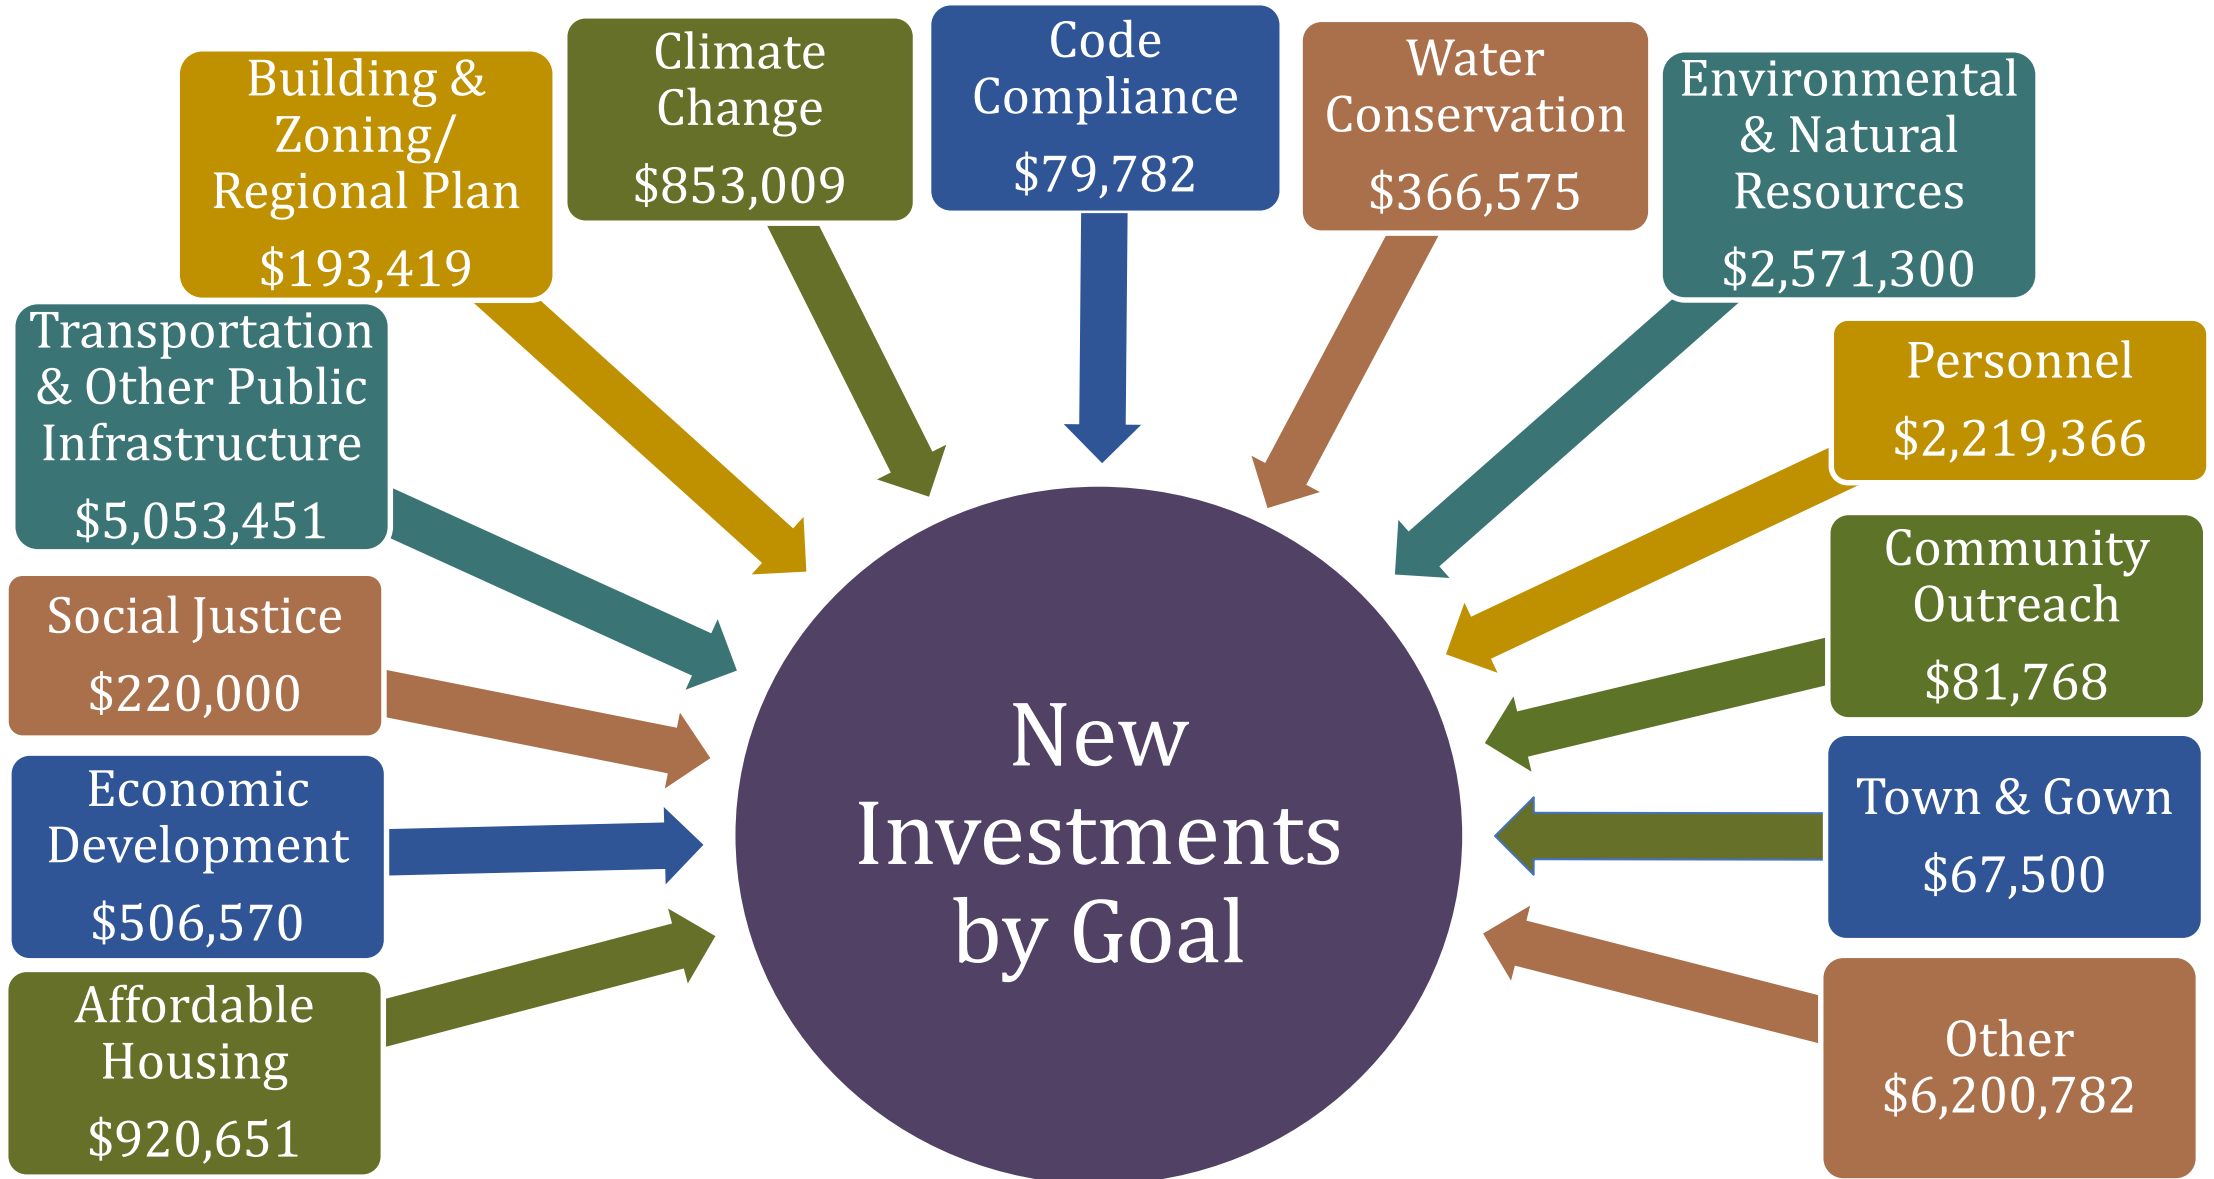 Building &
Zoning/
Regional Plan
$193,419
Climate
Change
$853,009
Code
Compliance
$79,782
Water
Conservation
$366,575
Environmental
& Natural
Resources
$2,571,300
Transportation
& Other Public
Infrastructure
$5,053,451
Personnel
$2,219,366
Social Justice
$220,000
Community
Outreach
$81,768
Economic
Development
$506,570
Town & Gown
$67,500
Affordable
Housing
$920,651
Other
$6,200,782
New
Investments
by Goal